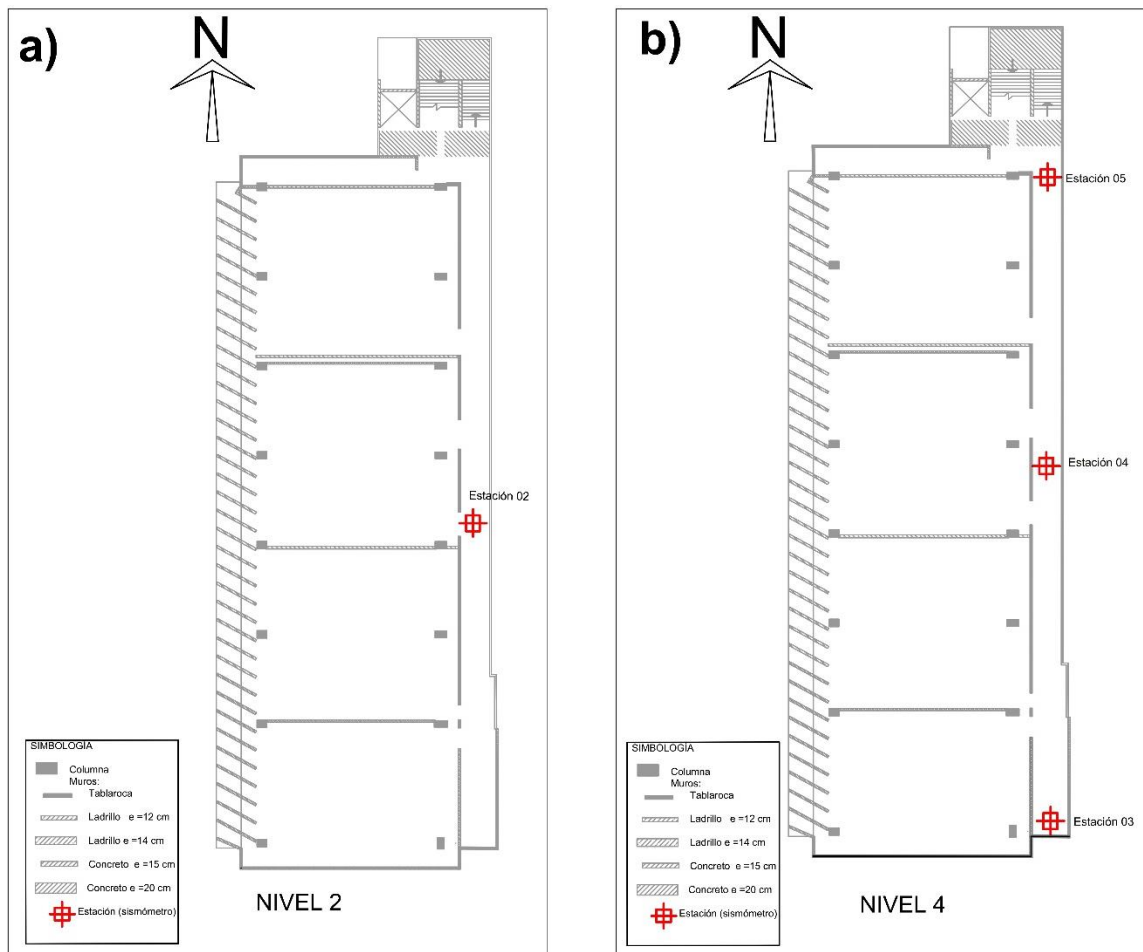 a)
N
Estación 02
SIMBOLOGÍA
Columna
Muros:
Tablaroca
Ladrillo e =12 cm
Ladrillo e =14 cm
Concreto e =15 cm
Concreto e =20 cm
Estación (sismómetro)
NIVEL 2
b)
N
Estación 05
Estación 04
Estación 03
SIMBOLOGÍA
Columna
Muros:
Tablaroca
Ladrillo e =12 cm
Ladrillo e =14 cm
Concreto e =15 cm
Concreto e =20 cm
Estación (sismómetro)
NIVEL 4